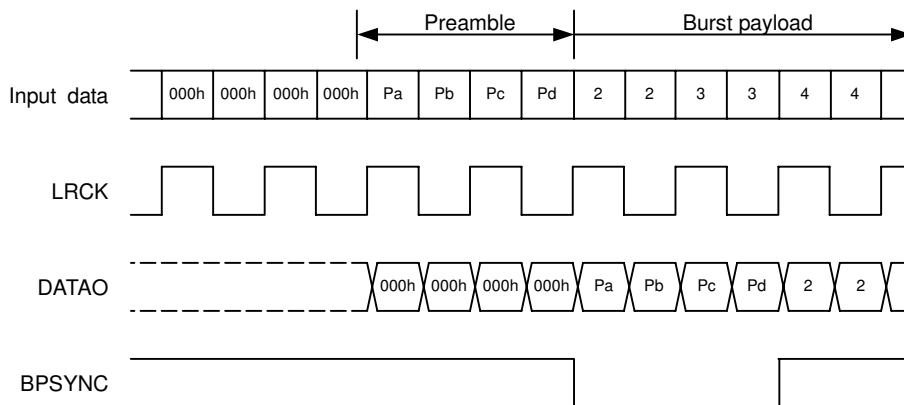 Preamble Burst payload
Input data 000h 000h 000h 000h Pa Pb Pc Pd 2 2 3 3 4 4
LRCK
DATAO 000h 000h 000h 000h Pa Pb Pc Pd 2 2
BPSYNC